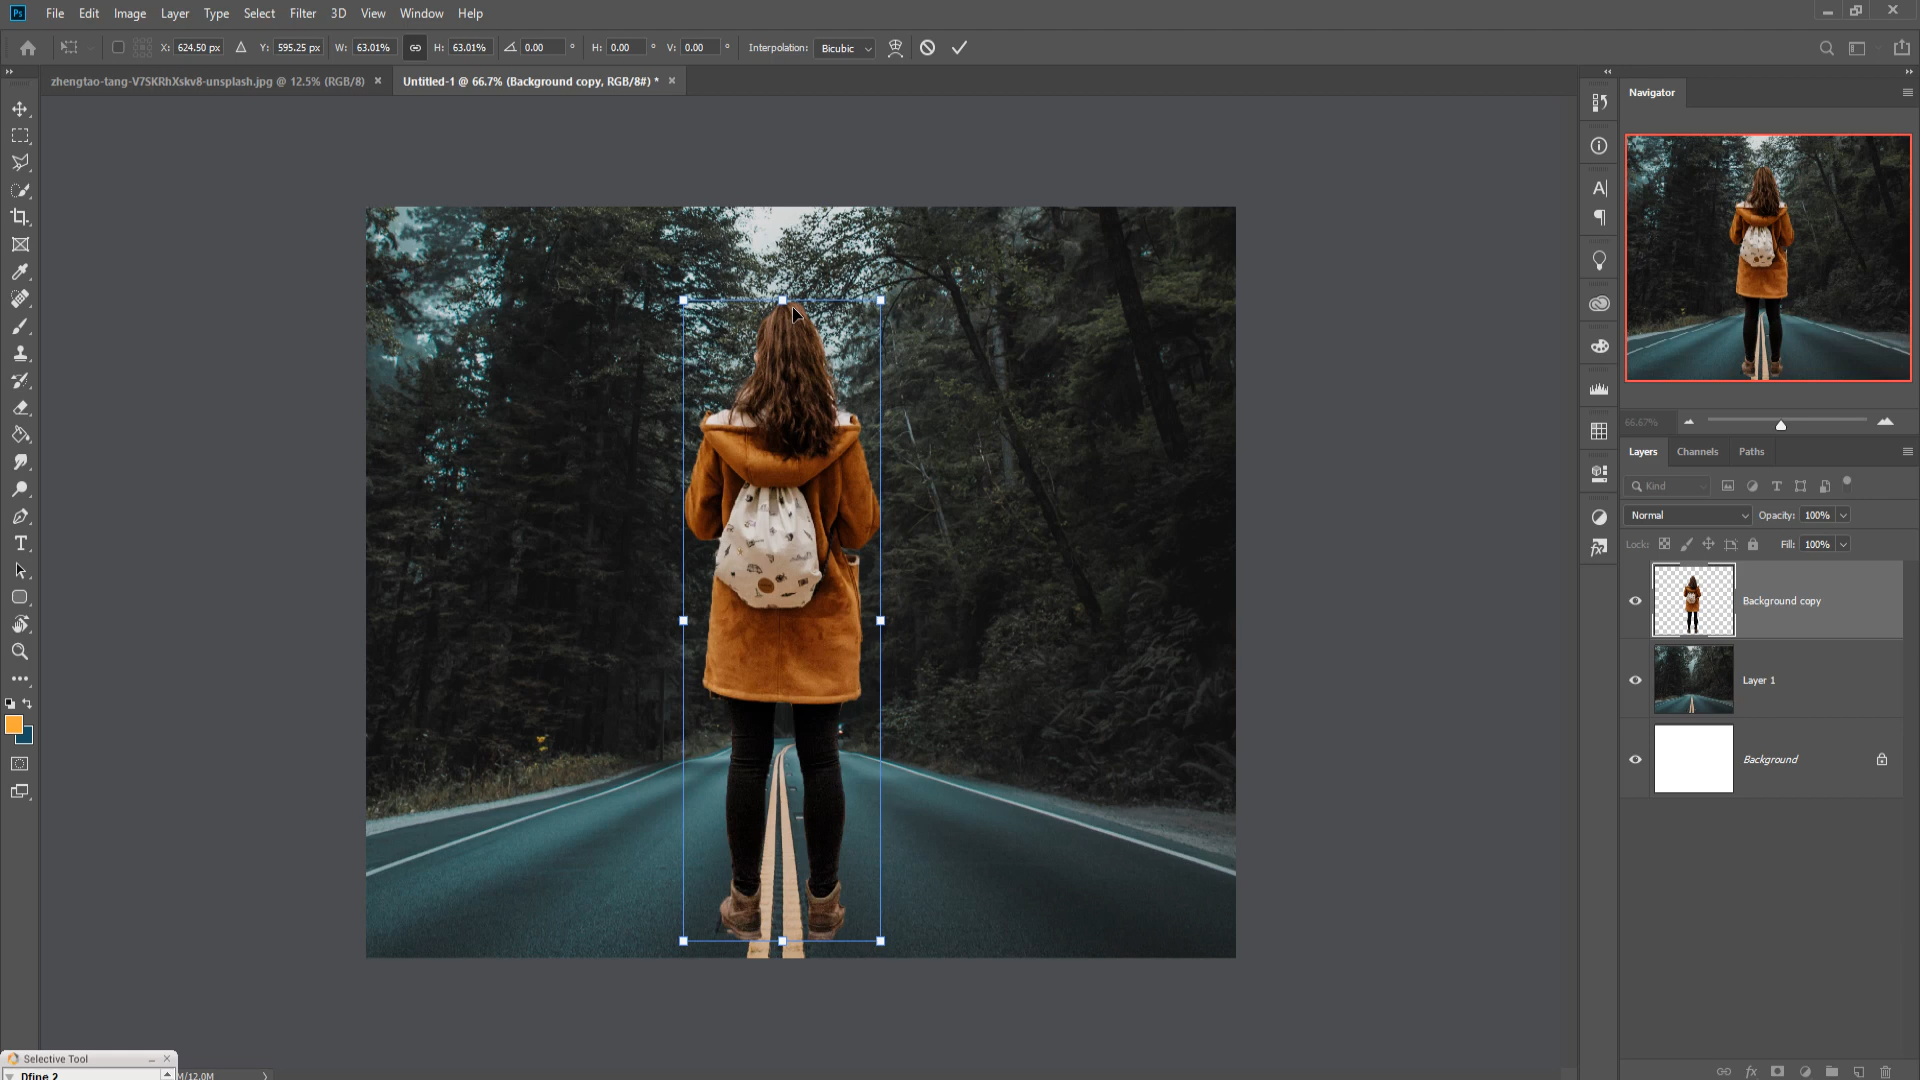 Ps File Edit Image Layer Type Select Filter 3D View Window Help
X: 624.50 px Y: 595.25 px W: 63.01% H: 63.01% 0.00 ° H: 0.00 ° V: 0.00 ° Interpolation: Bicubic
zhengtao-tang-V7SKRhXskv8-unsplash.jpg @ 12.5% (RGB/8) × Untitled-1 @ 66.7% (Background copy, RGB/8#) * ×
Navigator
66.67%
Layers Channels Paths
Kind
Normal Opacity: 100%
Lock: Fill: 100%
Background copy
Layer 1
Background
Selective Tool
Dfine 2
M/12.0M